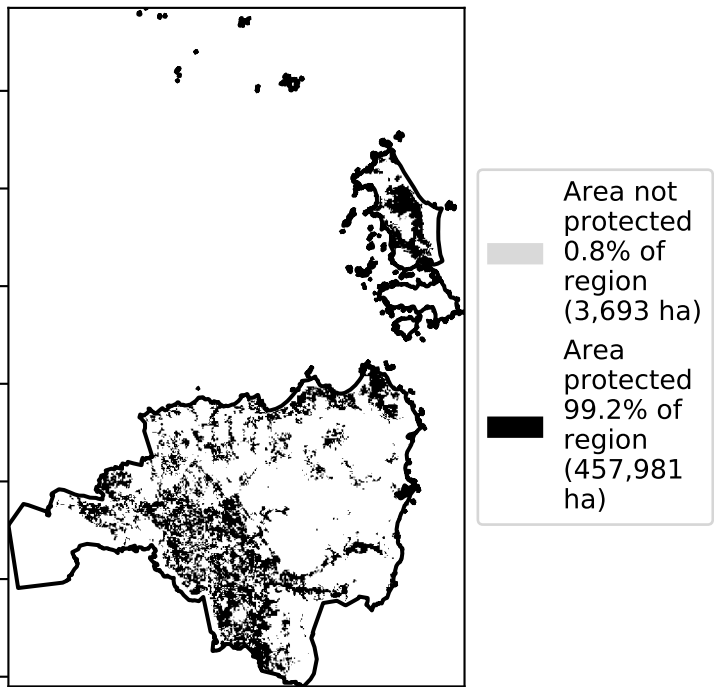 Area not
protected
0.8% of
region
(3,693 ha)
Area
protected
99.2% of
region
(457,981
ha)